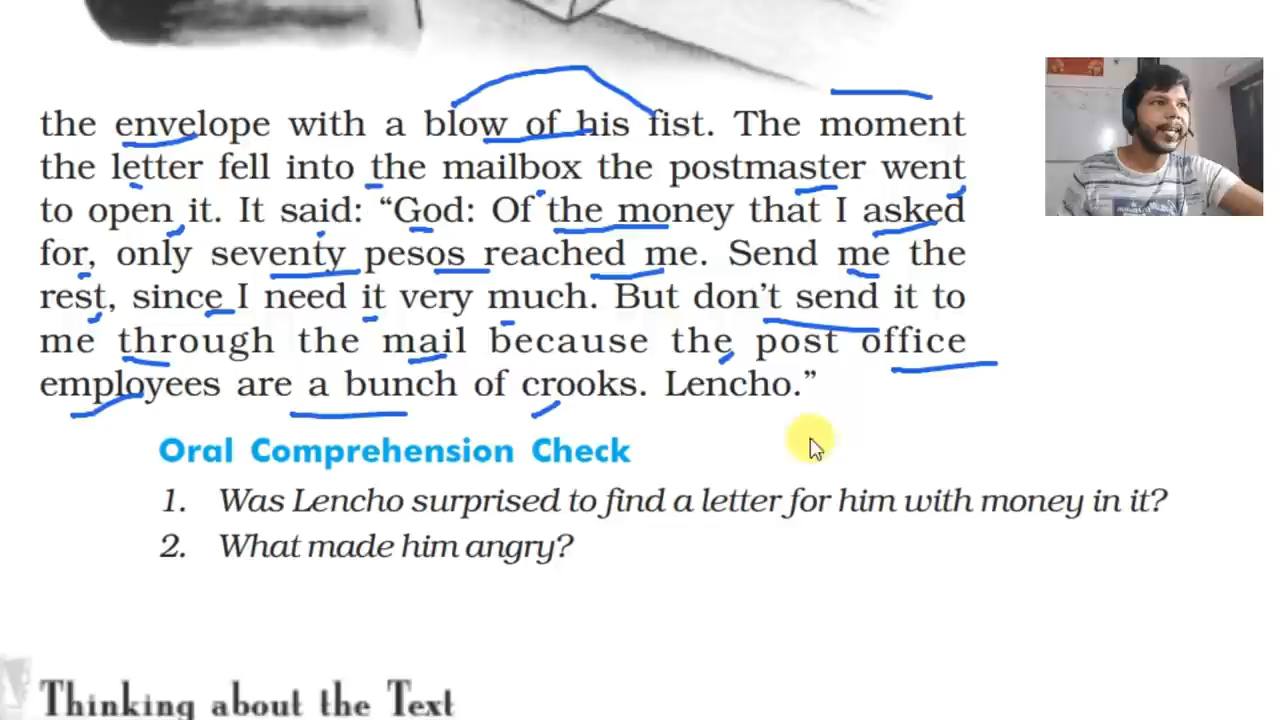 the envelope with a blow of his fist. The moment
the letter fell into the mailbox the postmaster went
to open it. It said: “God: Of the money that I asked
for, only seventy pesos reached me. Send me the
rest, since I need it very much. But don’t send it to
me through the mail because the post office
employees are a bunch of crooks. Lencho.”
Oral Comprehension Check
1. Was Lencho surprised to find a letter for him with money in it?
2. What made him angry?
Thinking about the Text